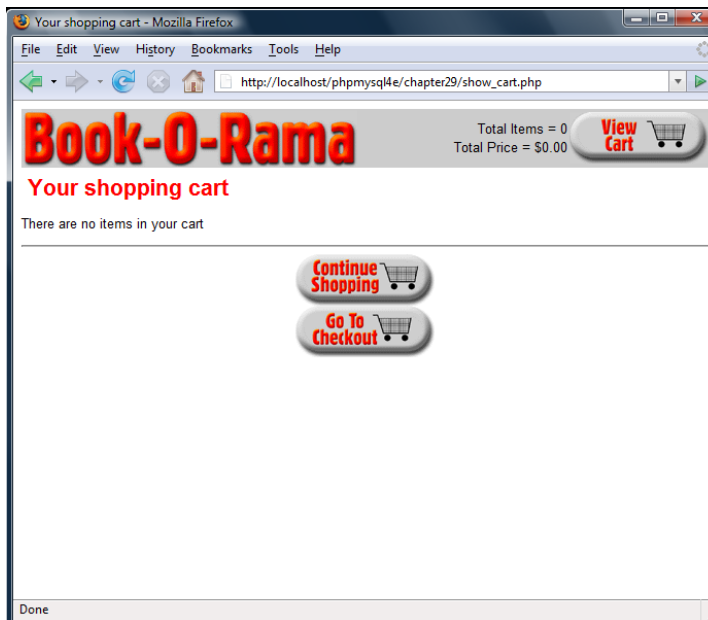 Your shopping cart - Mozilla Firefox
File Edit View History Bookmarks Tools Help
http://localhost/phpmysql4e/chapter29/show_cart.php
Book-O-Rama
Total Items = 0
Total Price = $0.00
View
Cart
Your shopping cart
There are no items in your cart
Continue
Shopping
Go To
Checkout
Done